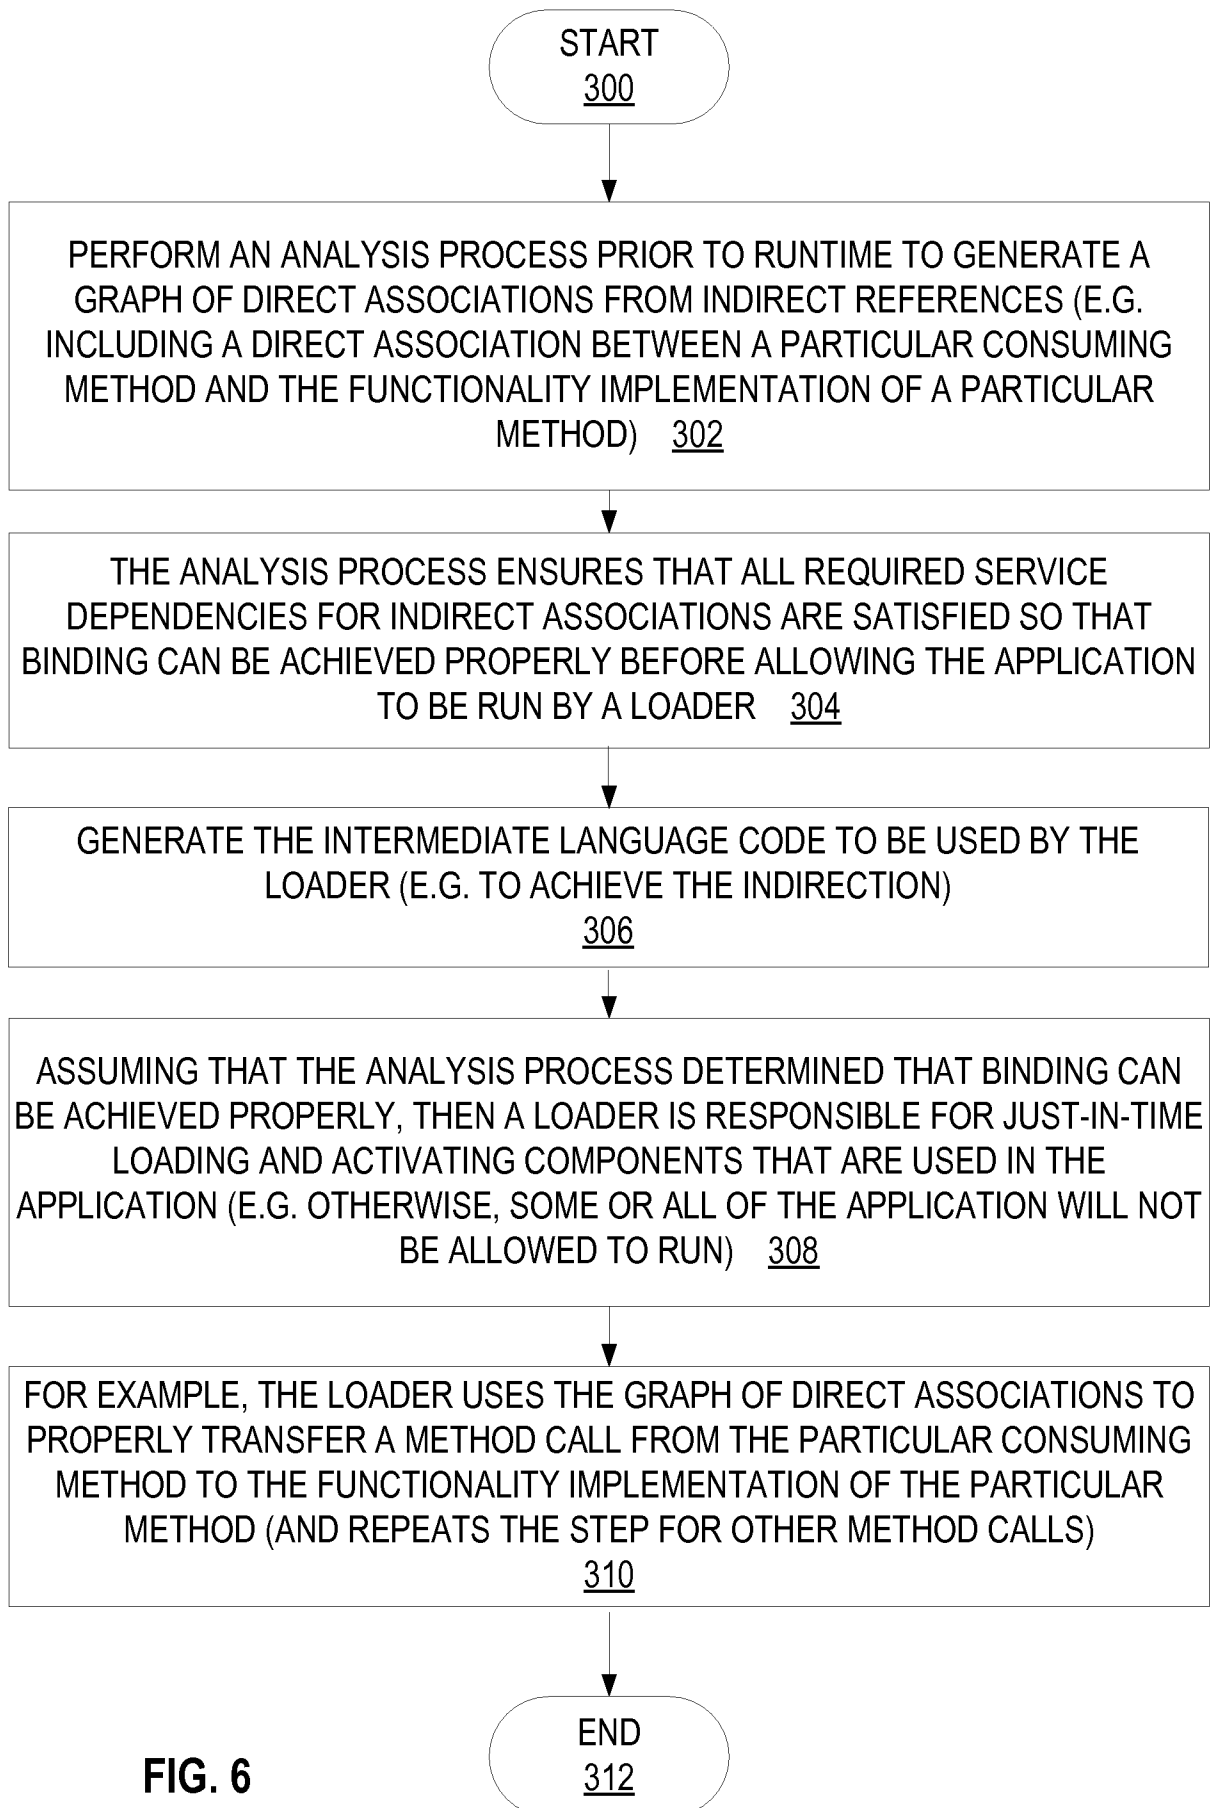 START
300
PERFORM AN ANALYSIS PROCESS PRIOR TO RUNTIME TO GENERATE A
GRAPH OF DIRECT ASSOCIATIONS FROM INDIRECT REFERENCES (E.G.
INCLUDING A DIRECT ASSOCIATION BETWEEN A PARTICULAR CONSUMING
METHOD AND THE FUNCTIONALITY IMPLEMENTATION OF A PARTICULAR
METHOD) 302
THE ANALYSIS PROCESS ENSURES THAT ALL REQUIRED SERVICE
DEPENDENCIES FOR INDIRECT ASSOCIATIONS ARE SATISFIED SO THAT
BINDING CAN BE ACHIEVED PROPERLY BEFORE ALLOWING THE APPLICATION
TO BE RUN BY A LOADER 304
GENERATE THE INTERMEDIATE LANGUAGE CODE TO BE USED BY THE
LOADER (E.G. TO ACHIEVE THE INDIRECTION)
306
ASSUMING THAT THE ANALYSIS PROCESS DETERMINED THAT BINDING CAN
BE ACHIEVED PROPERLY, THEN A LOADER IS RESPONSIBLE FOR JUST-IN-TIME
LOADING AND ACTIVATING COMPONENTS THAT ARE USED IN THE
APPLICATION (E.G. OTHERWISE, SOME OR ALL OF THE APPLICATION WILL NOT
BE ALLOWED TO RUN) 308
FOR EXAMPLE, THE LOADER USES THE GRAPH OF DIRECT ASSOCIATIONS TO
PROPERLY TRANSFER A METHOD CALL FROM THE PARTICULAR CONSUMING
METHOD TO THE FUNCTIONALITY IMPLEMENTATION OF THE PARTICULAR
METHOD (AND REPEATS THE STEP FOR OTHER METHOD CALLS)
310
END
312
FIG. 6